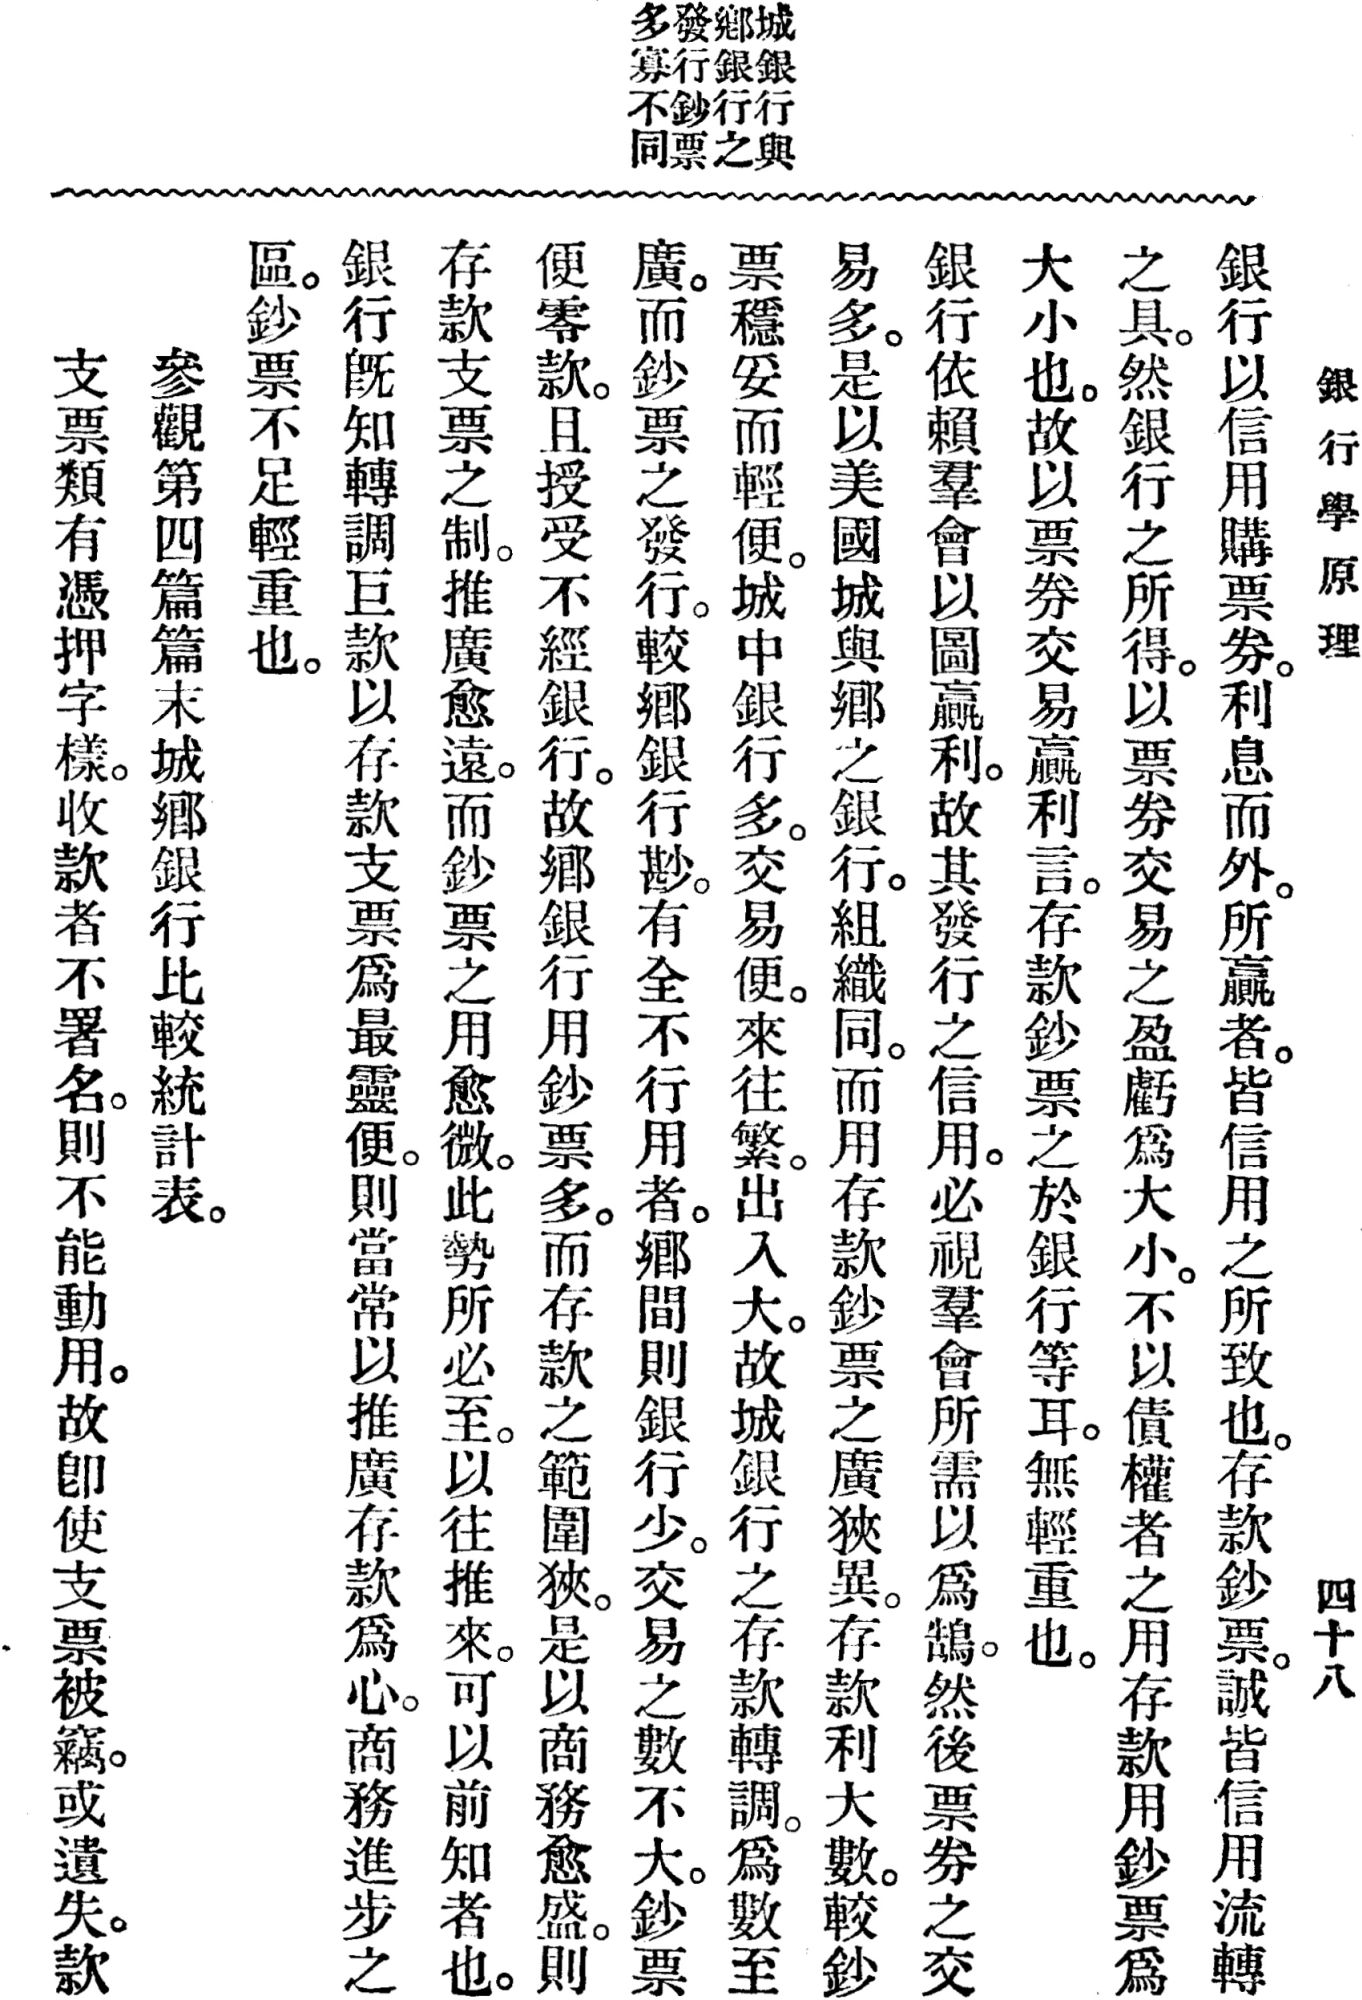 銀行學原理
四十八
城銀行與
鄉銀行之
發行鈔票
多寡不同
銀行以信用購票劵。利息而外。所贏者。皆信用之所致也。存款鈔票。誠皆信用流轉
之具。然銀行之所得。以票劵交易之盈虧爲大小。不以債權者之用存款用鈔票爲
大小也。故以票劵交易贏利言。存款鈔票之於銀行等耳。無輕重也。
銀行依賴羣會以圖贏利。故其發行之信用。必視羣會所需以爲鵠。然後票劵之交
易多。是以美國城與鄉之銀行。組織同。而用存款鈔票之廣狹異。存款利大數。較鈔
票穩妥而輕便。城中銀行多。交易便。來往繁。出入大。故城銀行之存款轉調。爲數至
廣。而鈔票之發行。較鄉銀行尠。有全不行用者。鄉間則銀行少。交易之數不大。鈔票
便零款。且授受不經銀行。故鄉銀行用鈔票多。而存款之範圍狹。是以商務愈盛。則
存款支票之制。推廣愈遠。而鈔票之用愈微。此勢所必至。以往推來。可以前知者也。
銀行旣知轉調巨款以存款支票爲最靈便。則當常以推廣存款爲心。商務進步之
區。鈔票不足輕重也。
參觀第四篇篇末城鄉銀行比較統計表。
支票類有憑押字樣。收款者不署名。則不能動用。故卽使支票被竊。或遺失。款